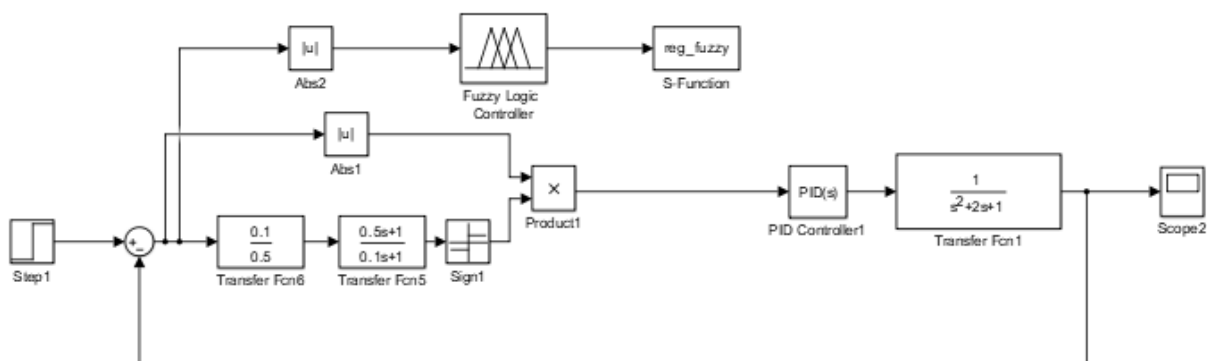 |u|
Abs2
Fuzzy Logic
Controller
reg_fuzzy
S-Function
|u|
Abs1
×
Product1
PID(s)
PID Controller1
1
s²+2s+1
Transfer Fcn1
Scope2
Step1
+
−
0.1
0.5
Transfer Fcn6
0.5s+1
0.1s+1
Transfer Fcn5
Sign1